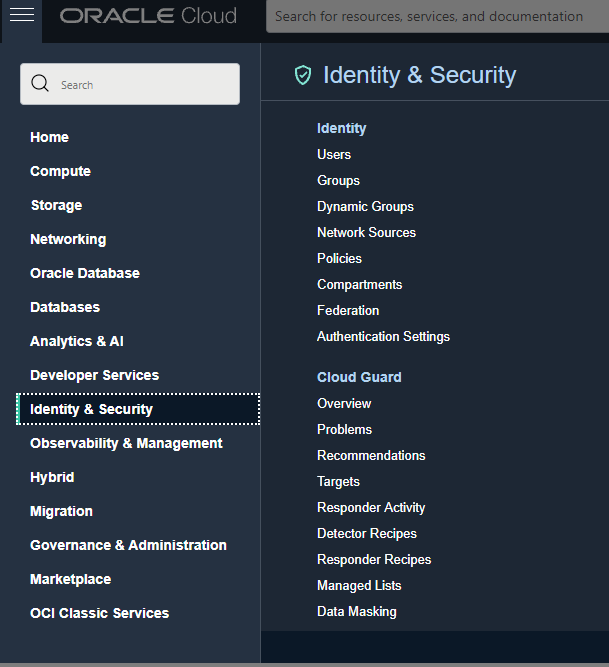 ORACLE Cloud
Search for resources, services, and documentation
Search
Home
Compute
Storage
Networking
Oracle Database
Databases
Analytics & AI
Developer Services
Identity & Security
Observability & Management
Hybrid
Migration
Governance & Administration
Marketplace
OCI Classic Services
Identity & Security
Identity
Users
Groups
Dynamic Groups
Network Sources
Policies
Compartments
Federation
Authentication Settings
Cloud Guard
Overview
Problems
Recommendations
Targets
Responder Activity
Detector Recipes
Responder Recipes
Managed Lists
Data Masking